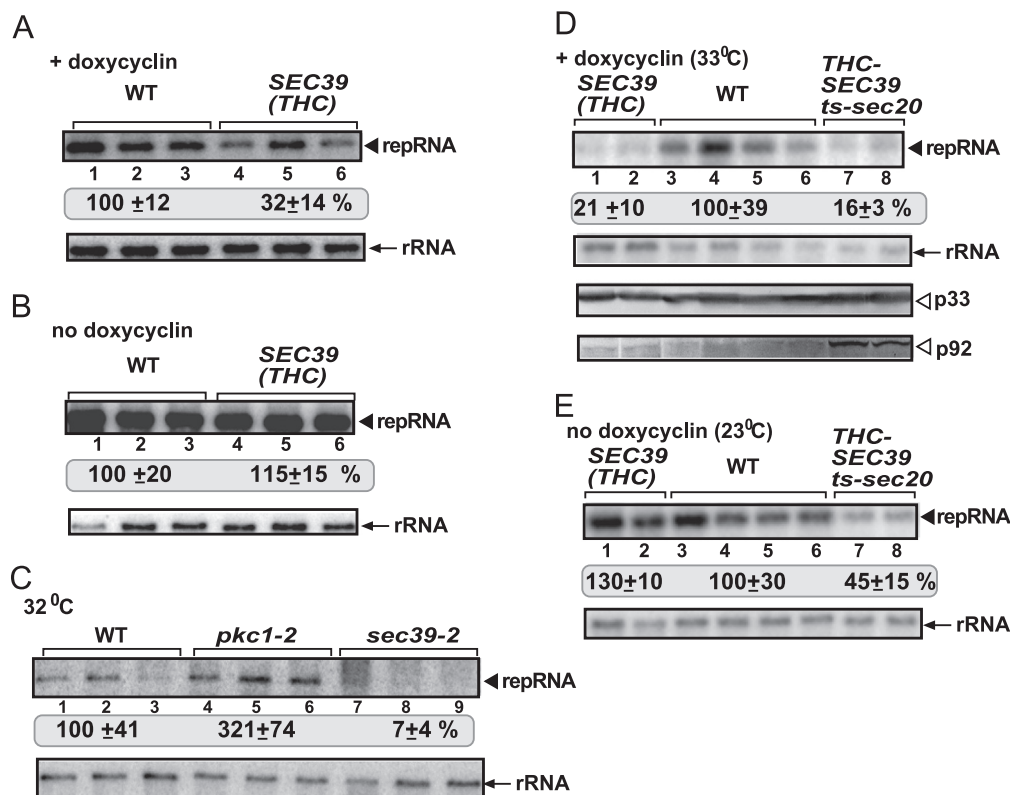 A
+ doxycyclin
WT
SEC39
(THC)
repRNA
1 2 3 4 5 6
100 ±12 32±14 %
rRNA
B
no doxycyclin
WT
SEC39
(THC)
repRNA
1 2 3 4 5 6
100 ±20 115±15 %
rRNA
C
32 ⁰C
WT pkc1-2 sec39-2
repRNA
1 2 3 4 5 6 7 8 9
100 ±41 321±74 7±4 %
rRNA
D
+ doxycyclin (33⁰C)
SEC39
(THC)
WT
THC-
SEC39
ts-sec20
repRNA
1 2 3 4 5 6 7 8
21 ±10 100±39 16±3 %
rRNA
p33
p92
E
no doxycyclin (23⁰C)
SEC39
(THC)
WT
THC-
SEC39
ts-sec20
repRNA
1 2 3 4 5 6 7 8
130±10 100±30 45±15 %
rRNA